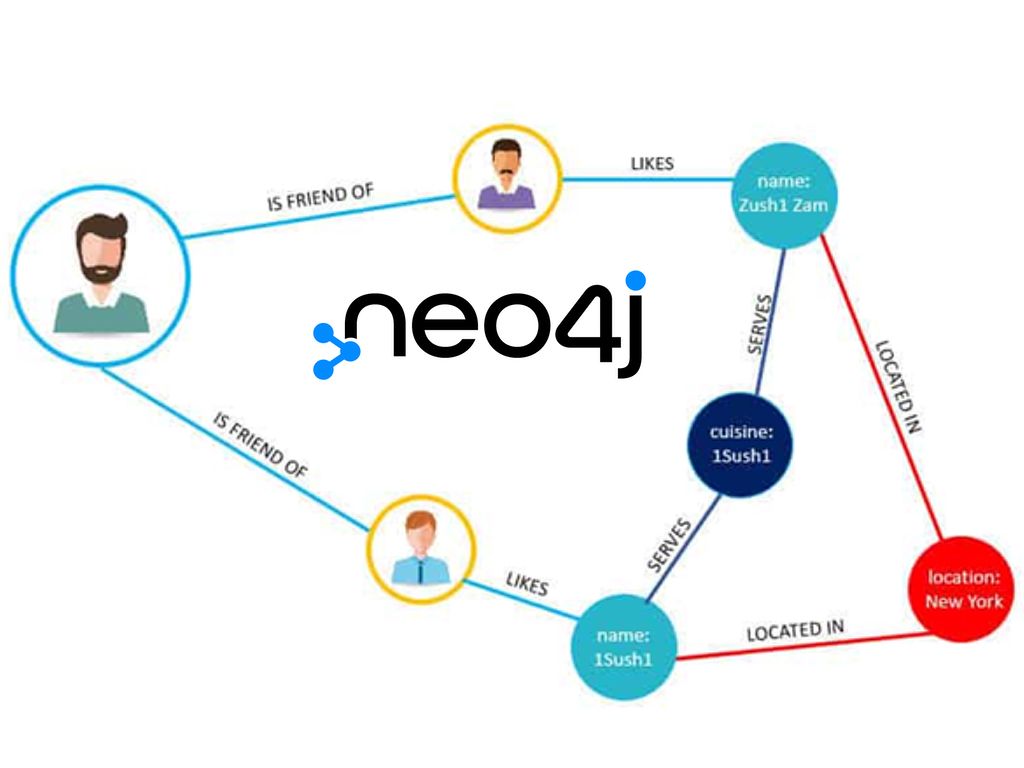 LIKES
IS FRIEND OF
name:
Zush1 Zam
neo4j
SERVES
LOCATED IN
cuisine:
1Sush1
IS FRIEND OF
SERVES
LIKES
location:
New York
LOCATED IN
name:
1Sush1